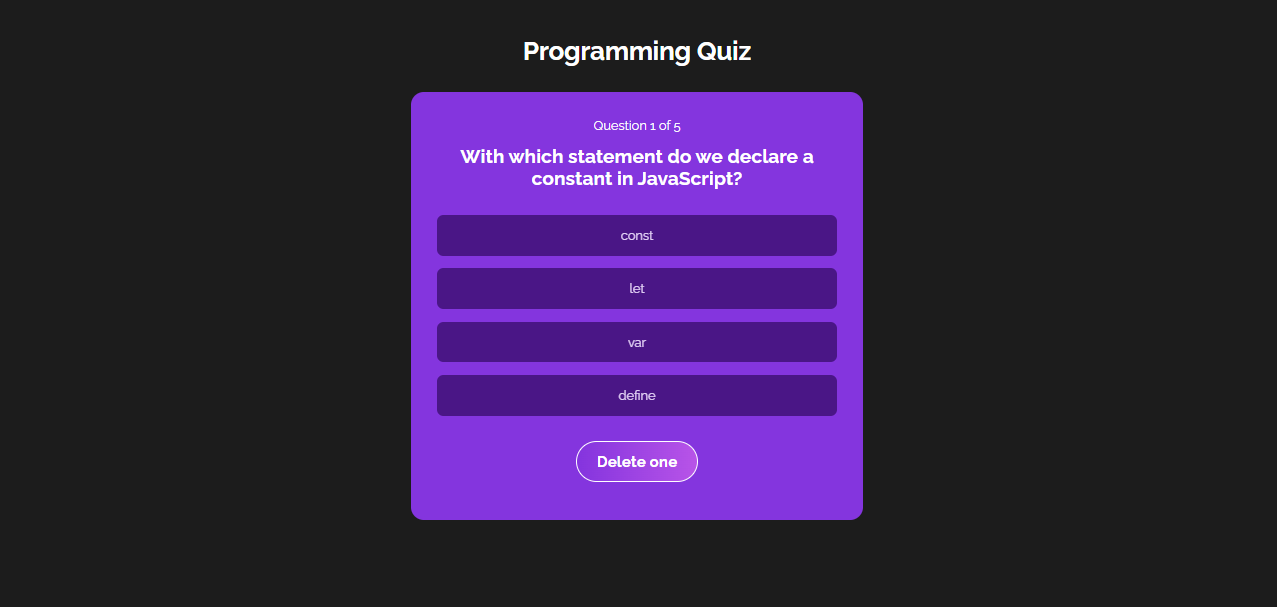 Programming Quiz
Question 1 of 5
With which statement do we declare a
constant in JavaScript?
const
let
var
define
Delete one